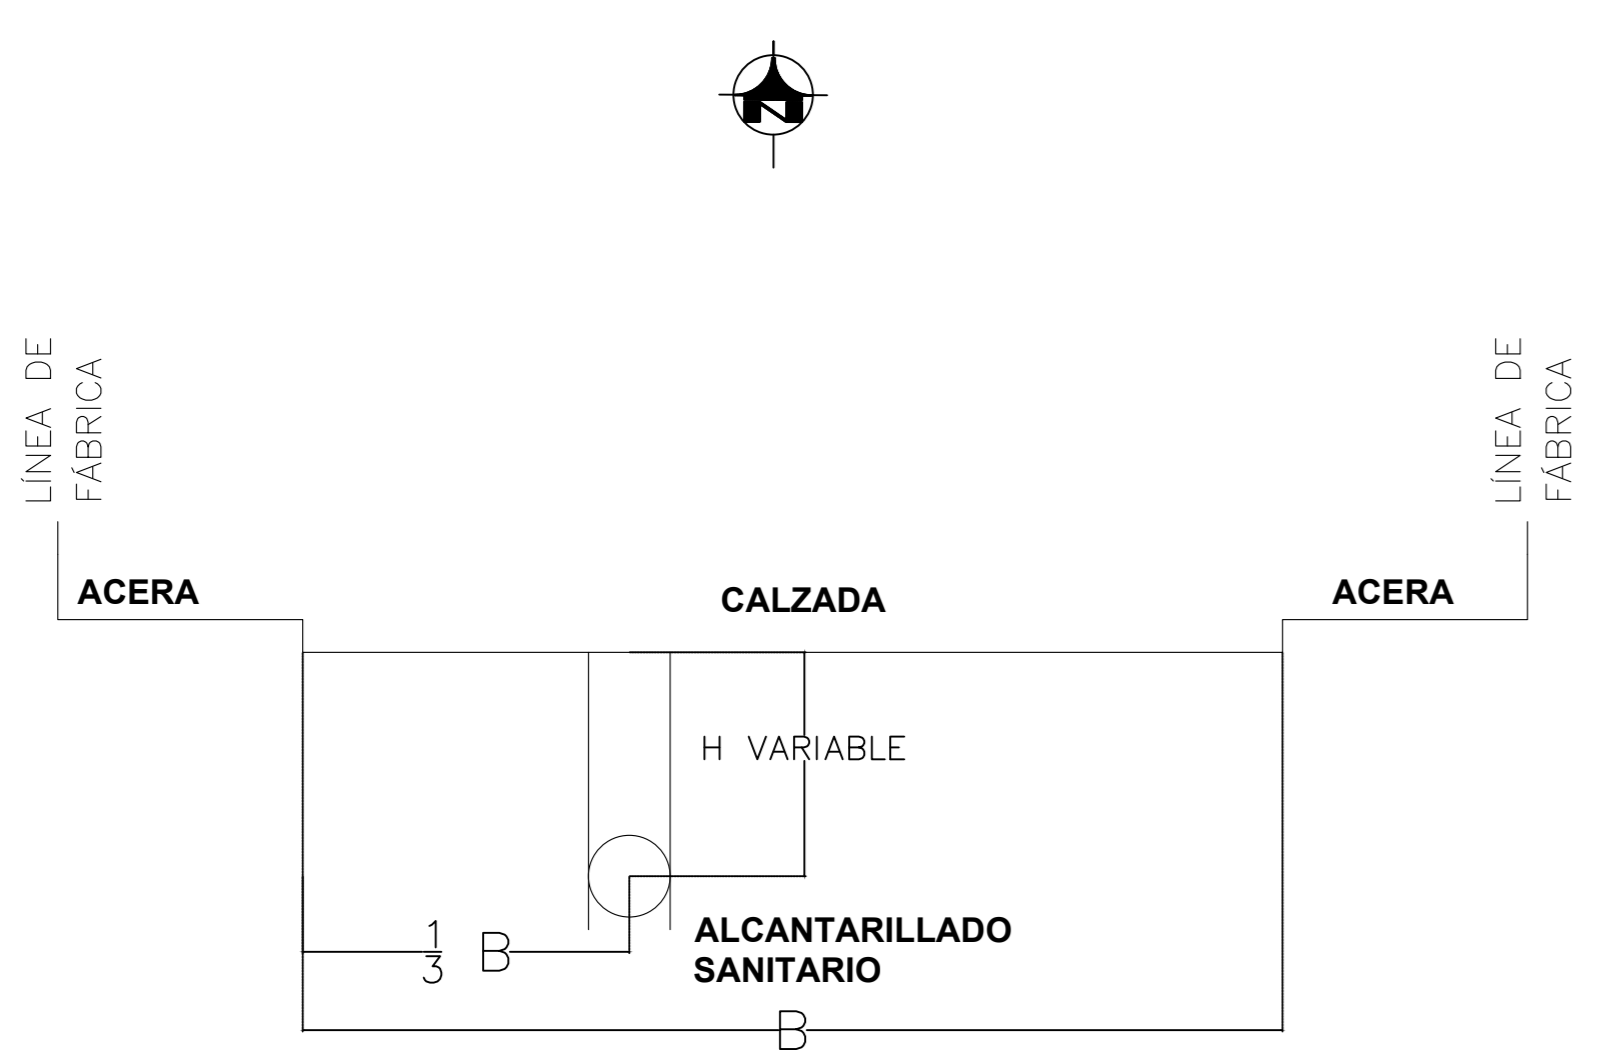 N
LÍNEA DE
FÁBRICA
LÍNEA DE
FÁBRICA
ACERA
CALZADA
ACERA
H VARIABLE
ALCANTARILLADO
SANITARIO
1/3 B
B